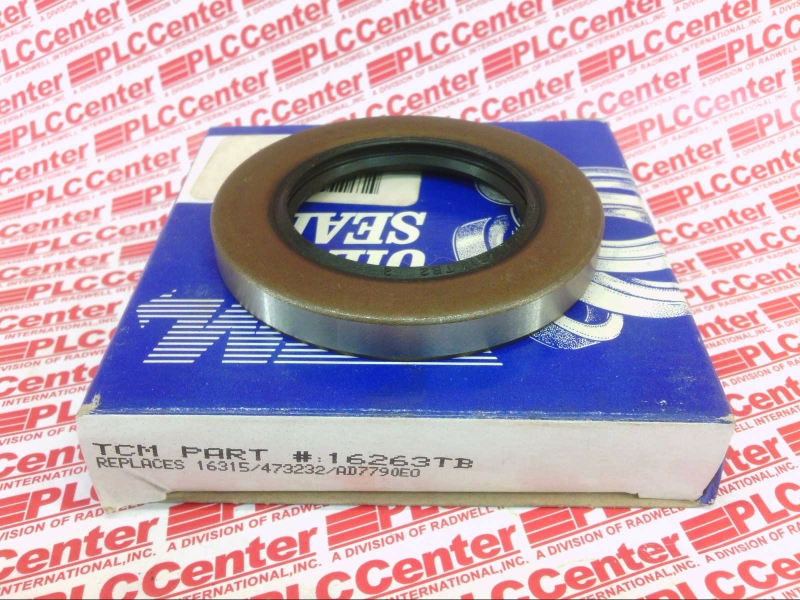 PLCCenter
A DIVISION OF RADWELL INTERNATIONAL, INC.
OIL
SEAL
TCM PART #:16263TB
REPLACES 16315/473232/AD7790E0